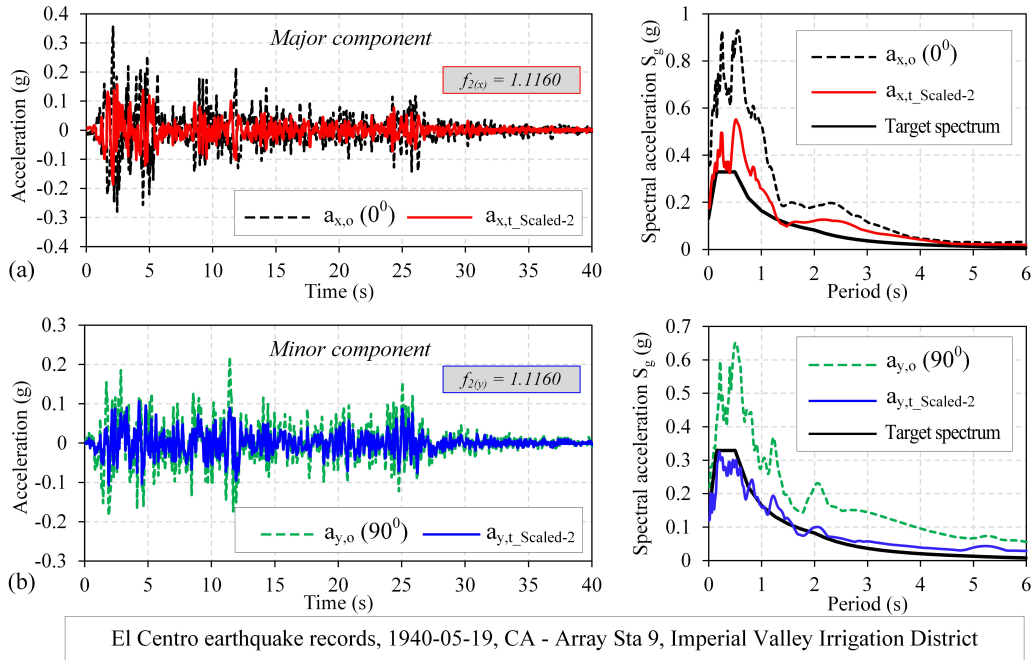 Major component
f2(x) = 1.1160
Acceleration (g)
0.4
0.3
0.2
0.1
0
-0.1
-0.2
-0.3
-0.4
ax,o (0⁰)
ax,t_Scaled-2
0 5 10 15 20 25 30 35 40
Time (s)
(a)
Spectral acceleration Sg (g)
1
0.8
0.6
0.4
0.2
0
ax,o (0⁰)
ax,t_Scaled-2
Target spectrum
0 1 2 3 4 5 6
Period (s)
Minor component
f2(y) = 1.1160
Acceleration (g)
0.3
0.2
0.1
0
-0.1
-0.2
-0.3
ay,o (90⁰)
ay,t_Scaled-2
0 5 10 15 20 25 30 35 40
Time (s)
(b)
Spectral acceleration Sg (g)
0.7
0.6
0.5
0.4
0.3
0.2
0.1
0
ay,o (90⁰)
ay,t_Scaled-2
Target spectrum
0 1 2 3 4 5 6
Period (s)
El Centro earthquake records, 1940-05-19, CA - Array Sta 9, Imperial Valley Irrigation District